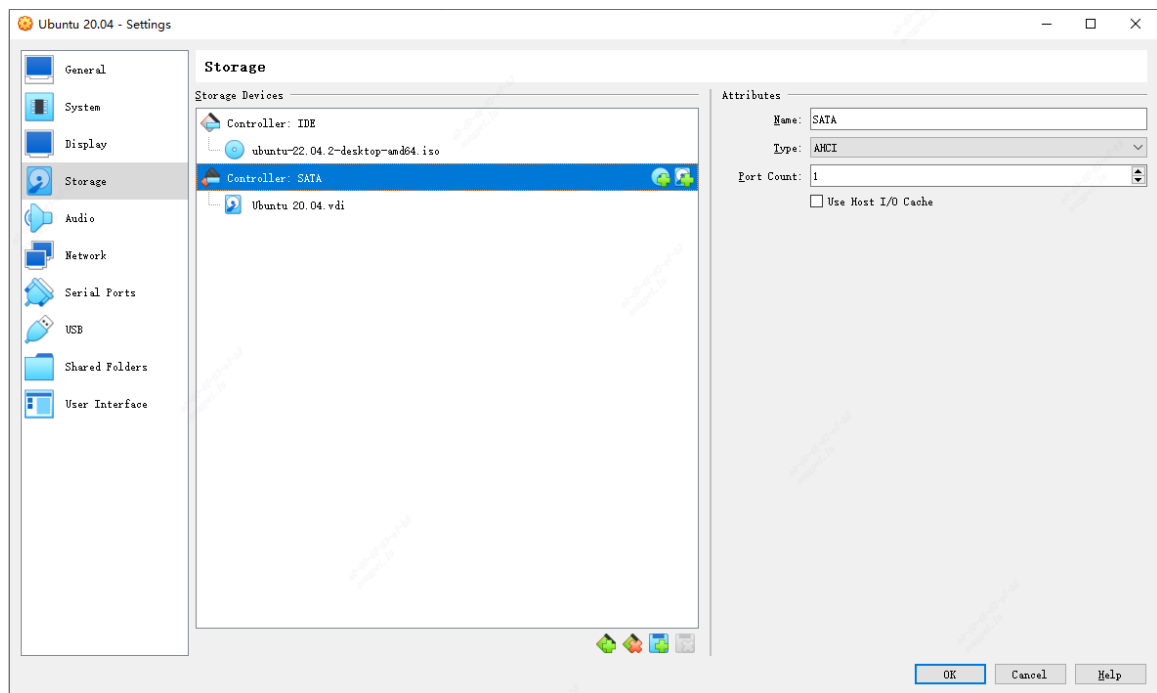 Ubuntu 20.04 - Settings
General
System
Display
Storage
Audio
Network
Serial Ports
USB
Shared Folders
User Interface
Storage
Storage Devices
Controller: IDE
ubuntu-22.04.2-desktop-amd64.iso
Controller: SATA
Ubuntu 20.04.vdi
Attributes
Name: SATA
Type: AHCI
Port Count: 1
Use Host I/O Cache
OK Cancel Help